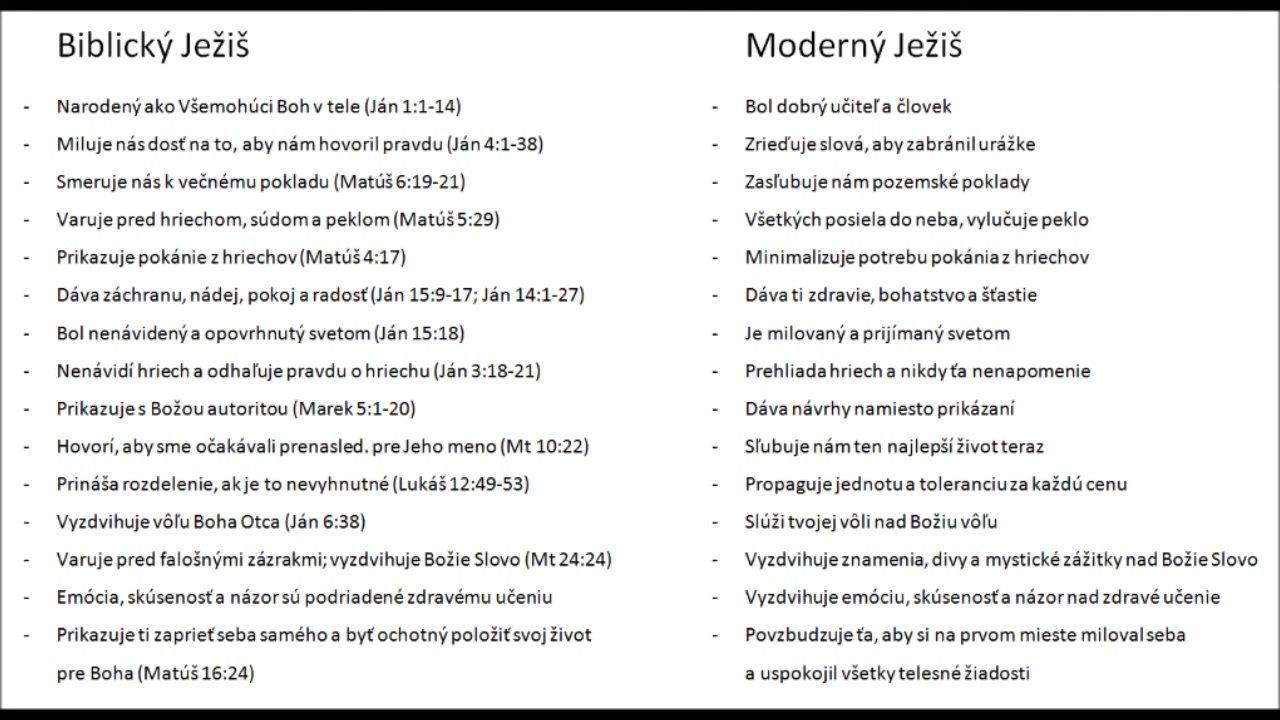 Biblický Ježiš
- Narodený ako Všemohúci Boh v tele (Ján 1:1-14)
- Miluje nás dosť na to, aby nám hovoril pravdu (Ján 4:1-38)
- Smeruje nás k večnému pokladu (Matúš 6:19-21)
- Varuje pred hriechom, súdom a peklom (Matúš 5:29)
- Prikazuje pokánie z hriechov (Matúš 4:17)
- Dáva záchranu, nádej, pokoj a radosť (Ján 15:9-17; Ján 14:1-27)
- Bol nenávidený a opovrhnutý svetom (Ján 15:18)
- Nenávidí hriech a odhaľuje pravdu o hriechu (Ján 3:18-21)
- Prikazuje s Božou autoritou (Marek 5:1-20)
- Hovorí, aby sme očakávali prenasled. pre Jeho meno (Mt 10:22)
- Prináša rozdelenie, ak je to nevyhnutné (Lukáš 12:49-53)
- Vyzdvihuje vôľu Boha Otca (Ján 6:38)
- Varuje pred falošnými zázrakmi; vyzdvihuje Božie Slovo (Mt 24:24)
- Emócia, skúsenosť a názor sú podriadené zdravému učeniu
- Prikazuje ti zaprieť seba samého a byť ochotný položiť svoj život
pre Boha (Matúš 16:24)
Moderný Ježiš
- Bol dobrý učiteľ a človek
- Zrieďuje slová, aby zabránil urážke
- Zasľubuje nám pozemské poklady
- Všetkých posiela do neba, vylučuje peklo
- Minimalizuje potrebu pokánia z hriechov
- Dáva ti zdravie, bohatstvo a šťastie
- Je milovaný a prijímaný svetom
- Prehliada hriech a nikdy ťa nenapomenie
- Dáva návrhy namiesto prikázaní
- Sľubuje nám ten najlepší život teraz
- Propaguje jednotu a toleranciu za každú cenu
- Slúži tvojej vôli nad Božiu vôľu
- Vyzdvihuje znamenia, divy a mystické zážitky nad Božie Slovo
- Vyzdvihuje emóciu, skúsenosť a názor nad zdravé učenie
- Povzbudzuje ťa, aby si na prvom mieste miloval seba
a uspokojil všetky telesné žiadosti